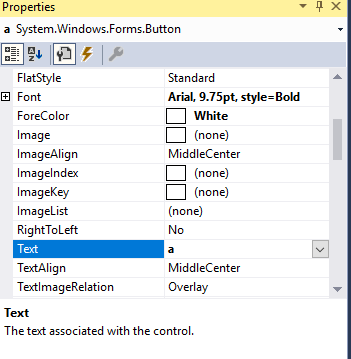 Properties
a System.Windows.Forms.Button
FlatStyle Standard
Font Arial, 9.75pt, style=Bold
ForeColor White
Image (none)
ImageAlign MiddleCenter
ImageIndex (none)
ImageKey (none)
ImageList (none)
RightToLeft No
Text a
TextAlign MiddleCenter
TextImageRelation Overlay
Text
The text associated with the control.